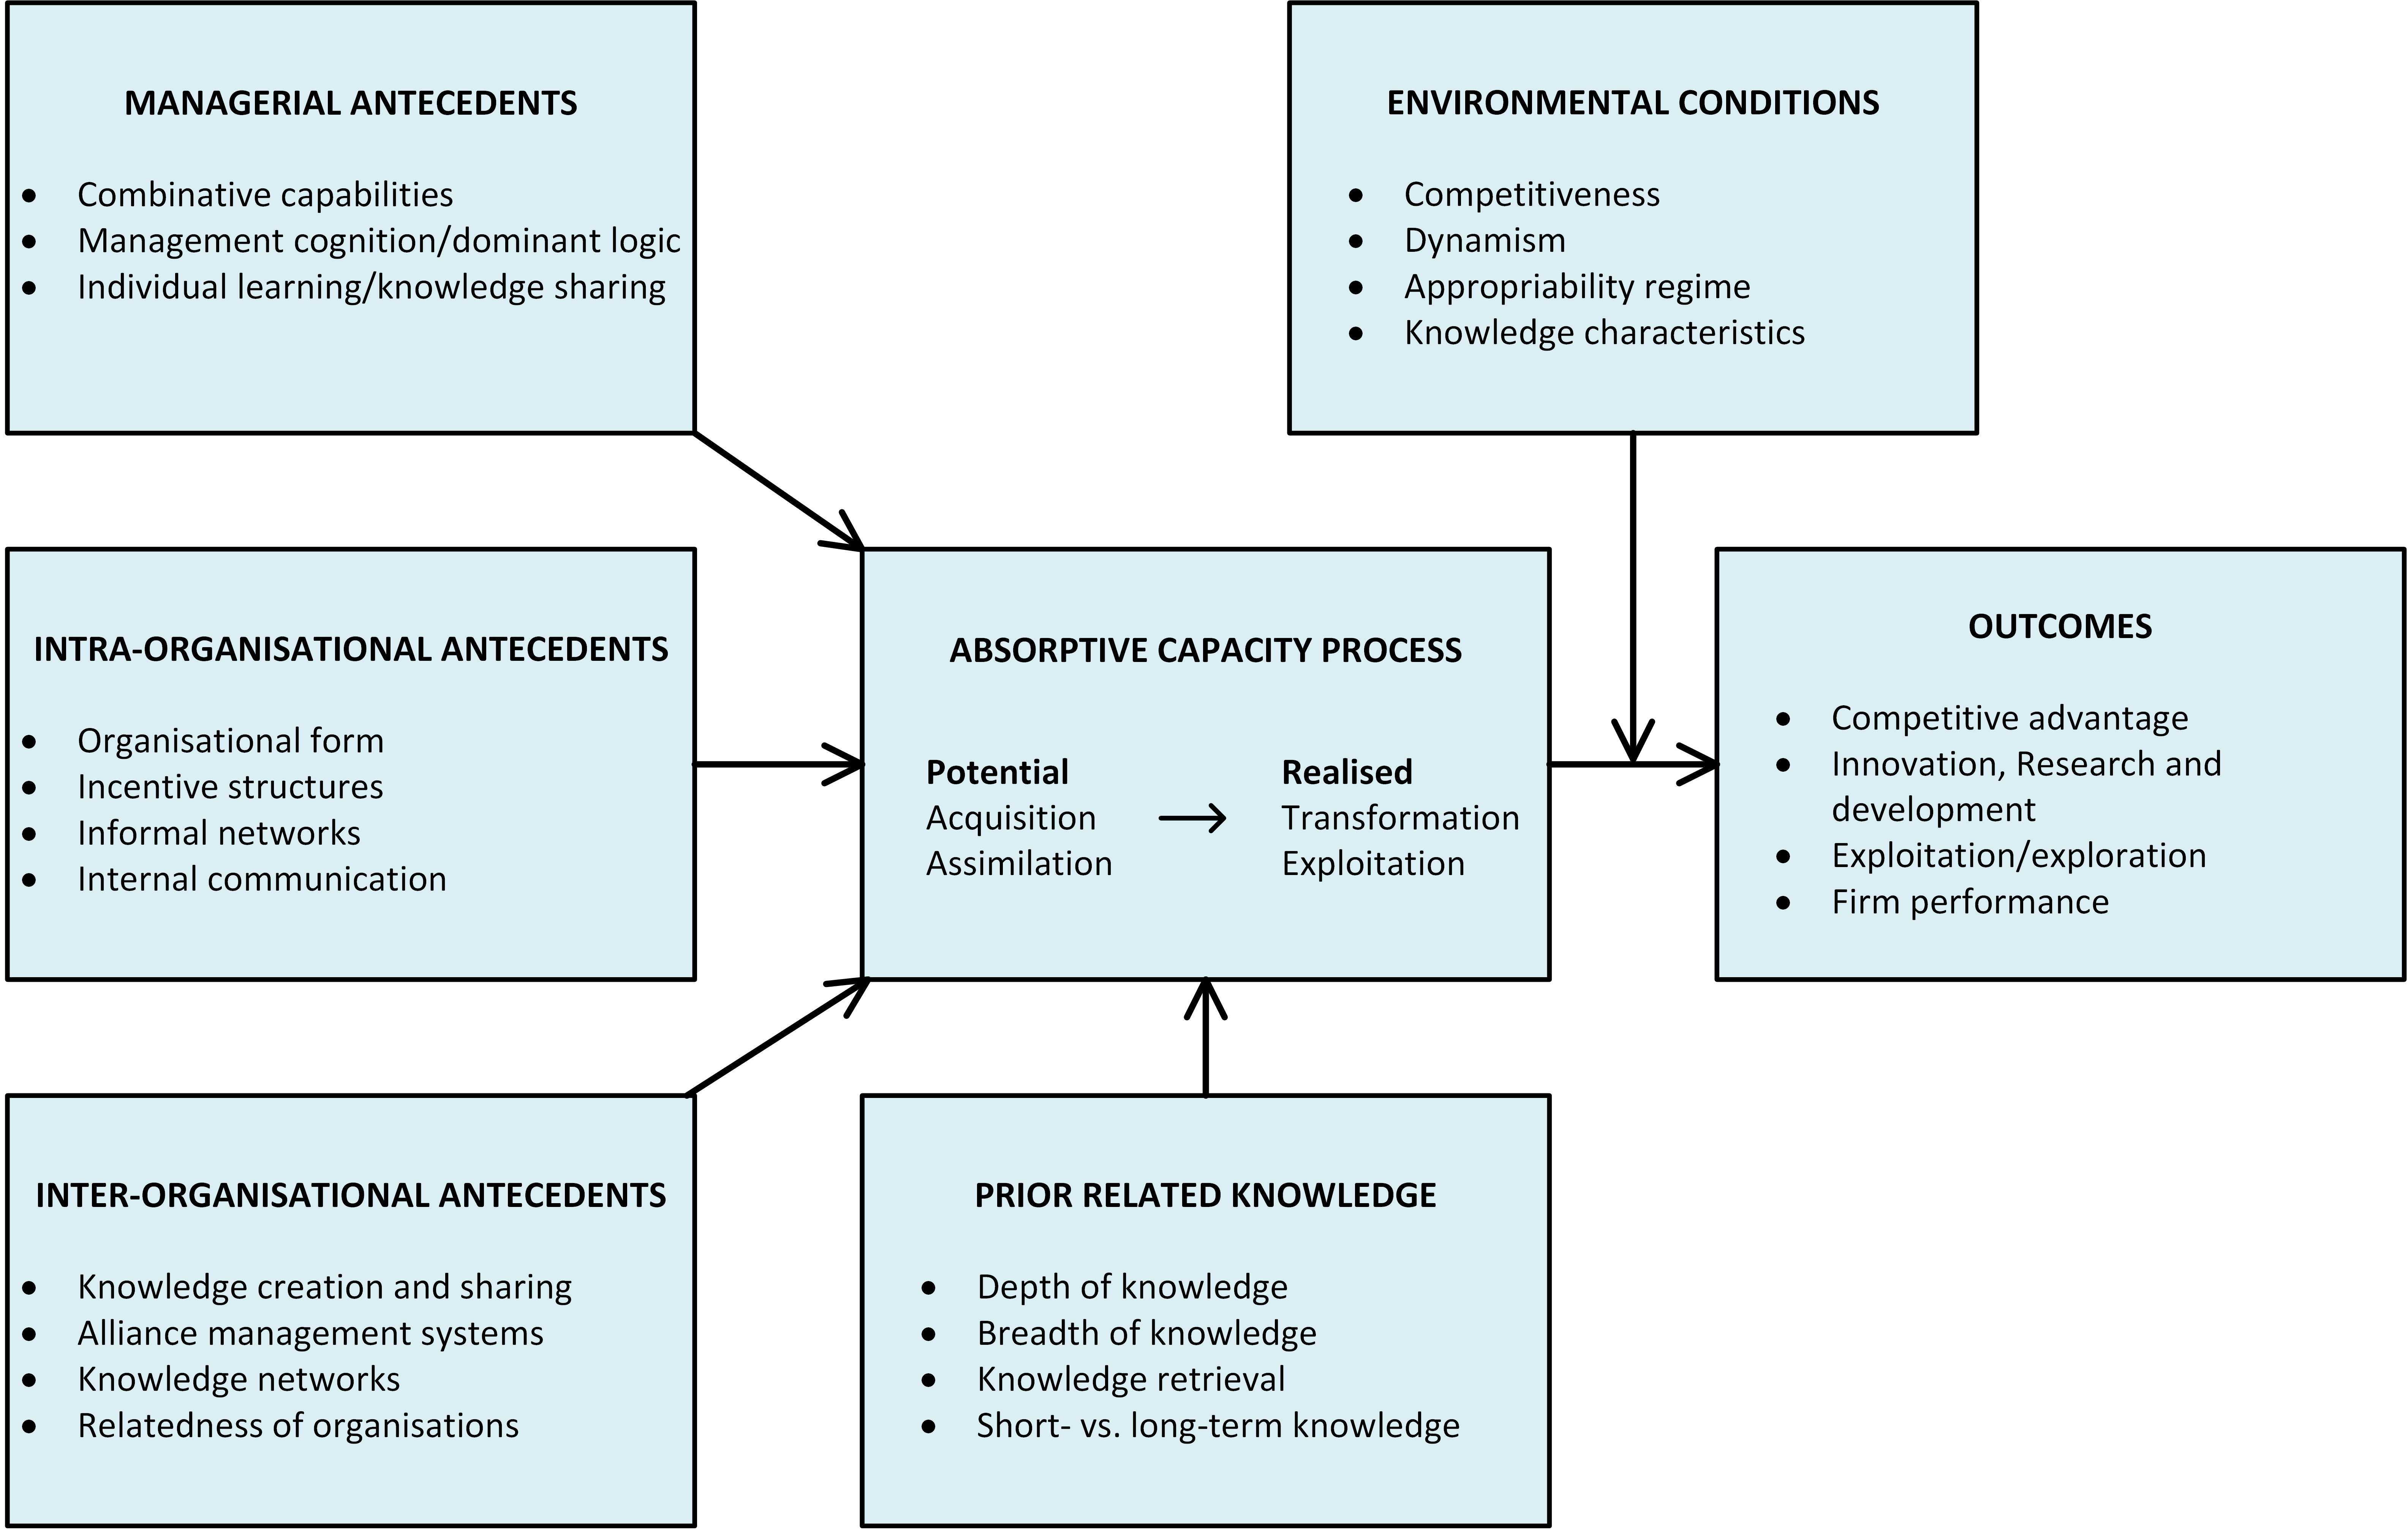 MANAGERIAL ANTECEDENTS
• Combinative capabilities
• Management cognition/dominant logic
• Individual learning/knowledge sharing
ENVIRONMENTAL CONDITIONS
• Competitiveness
• Dynamism
• Appropriability regime
• Knowledge characteristics
INTRA-ORGANISATIONAL ANTECEDENTS
• Organisational form
• Incentive structures
• Informal networks
• Internal communication
ABSORPTIVE CAPACITY PROCESS
Potential
Acquisition
Assimilation
Realised
Transformation
Exploitation
OUTCOMES
• Competitive advantage
• Innovation, Research and
development
• Exploitation/exploration
• Firm performance
INTER-ORGANISATIONAL ANTECEDENTS
• Knowledge creation and sharing
• Alliance management systems
• Knowledge networks
• Relatedness of organisations
PRIOR RELATED KNOWLEDGE
• Depth of knowledge
• Breadth of knowledge
• Knowledge retrieval
• Short- vs. long-term knowledge